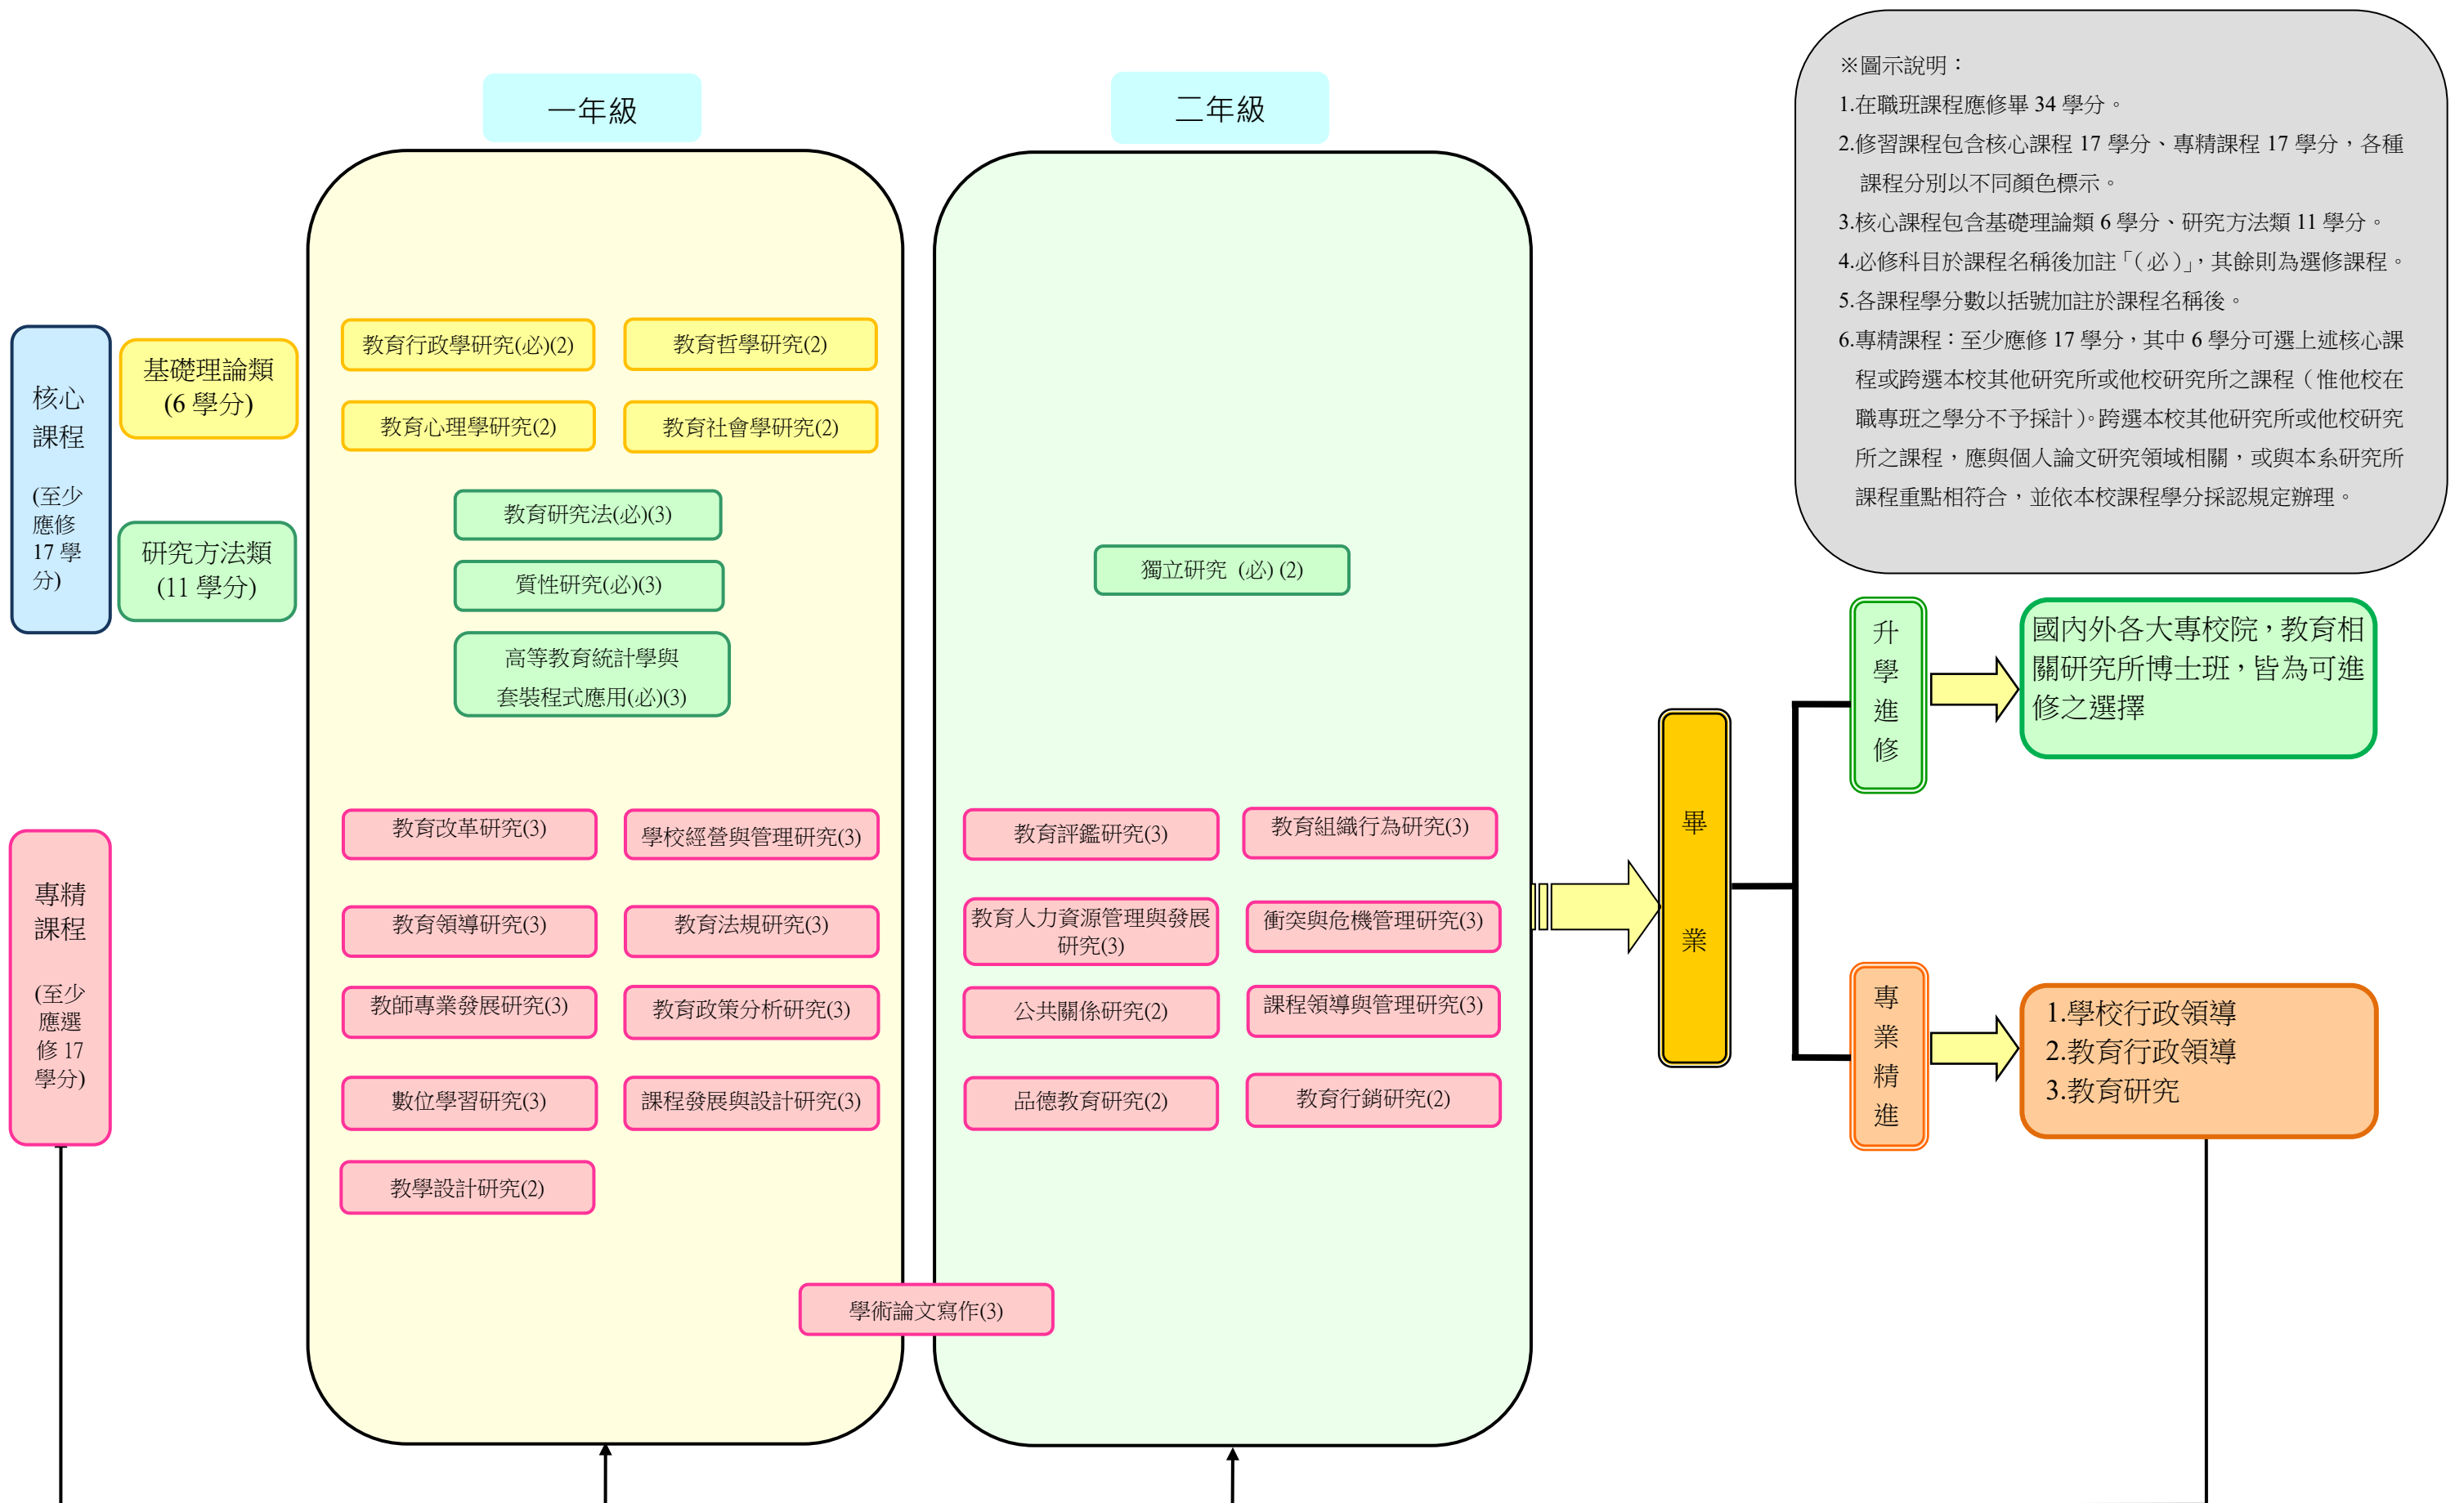 一年級
二年級
※圖示說明：
1.在職班課程應修畢 34 學分。
2.修習課程包含核心課程 17 學分、專精課程 17 學分，各種
課程分別以不同顏色標示。
3.核心課程包含基礎理論類 6 學分、研究方法類 11 學分。
4.必修科目於課程名稱後加註「（必）」，其餘則為選修課程。
5.各課程學分數以括號加註於課程名稱後。
6.專精課程：至少應修 17 學分，其中 6 學分可選上述核心課
程或跨選本校其他研究所或他校研究所之課程（惟他校在
職專班之學分不予採計）。跨選本校其他研究所或他校研究
所之課程，應與個人論文研究領域相關，或與本系研究所
課程重點相符合，並依本校課程學分採認規定辦理。
核心
課程
(至少
應修
17 學
分)
基礎理論類
(6 學分)
研究方法類
(11 學分)
教育行政學研究(必)(2)
教育哲學研究(2)
教育心理學研究(2)
教育社會學研究(2)
教育研究法(必)(3)
質性研究(必)(3)
高等教育統計學與
套裝程式應用(必)(3)
獨立研究 (必) (2)
專精
課程
(至少
應選
修 17
學分)
教育改革研究(3)
學校經營與管理研究(3)
教育領導研究(3)
教育法規研究(3)
教師專業發展研究(3)
教育政策分析研究(3)
數位學習研究(3)
課程發展與設計研究(3)
教學設計研究(2)
教育評鑑研究(3)
教育組織行為研究(3)
教育人力資源管理與發展
研究(3)
衝突與危機管理研究(3)
公共關係研究(2)
課程領導與管理研究(3)
品德教育研究(2)
教育行銷研究(2)
學術論文寫作(3)
畢
業
升
學
進
修
國內外各大專校院，教育相
關研究所博士班，皆為可進
修之選擇
專
業
精
進
1.學校行政領導
2.教育行政領導
3.教育研究